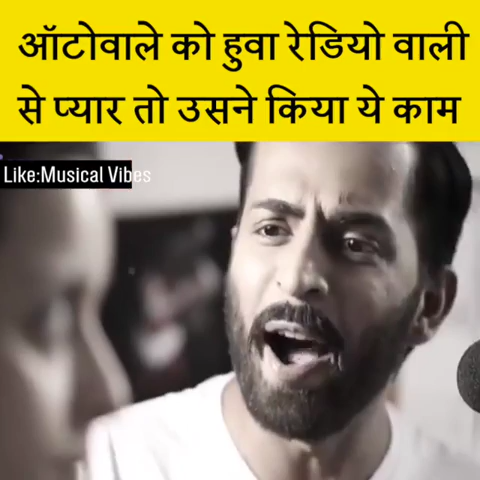 ऑटोवाले को हुवा रेडियो वाली
से प्यार तो उसने किया ये काम
Like:Musical Vibes